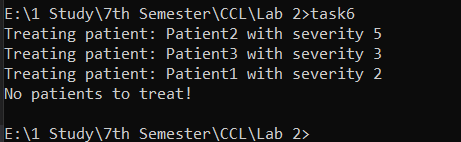 E:\1 Study\7th Semester\CCL\Lab 2>task6
Treating patient: Patient2 with severity 5
Treating patient: Patient3 with severity 3
Treating patient: Patient1 with severity 2
No patients to treat!
E:\1 Study\7th Semester\CCL\Lab 2>